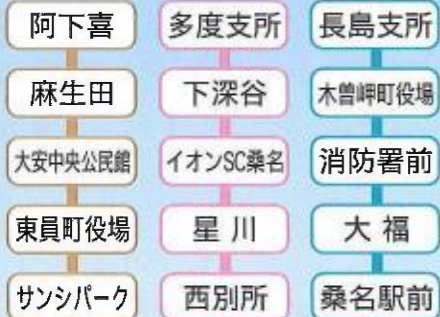 阿下喜
麻生田
大安中央公民館
東員町役場
サンシパーク
多度支所
下深谷
イオンSC桑名
星川
西別所
長島支所
木曽岬町役場
消防署前
大福
桑名駅前